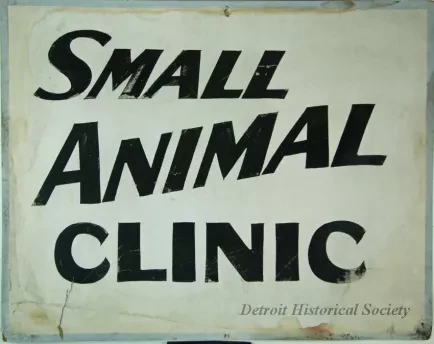 SMALL
ANIMAL
CLINIC
Detroit Historical Society